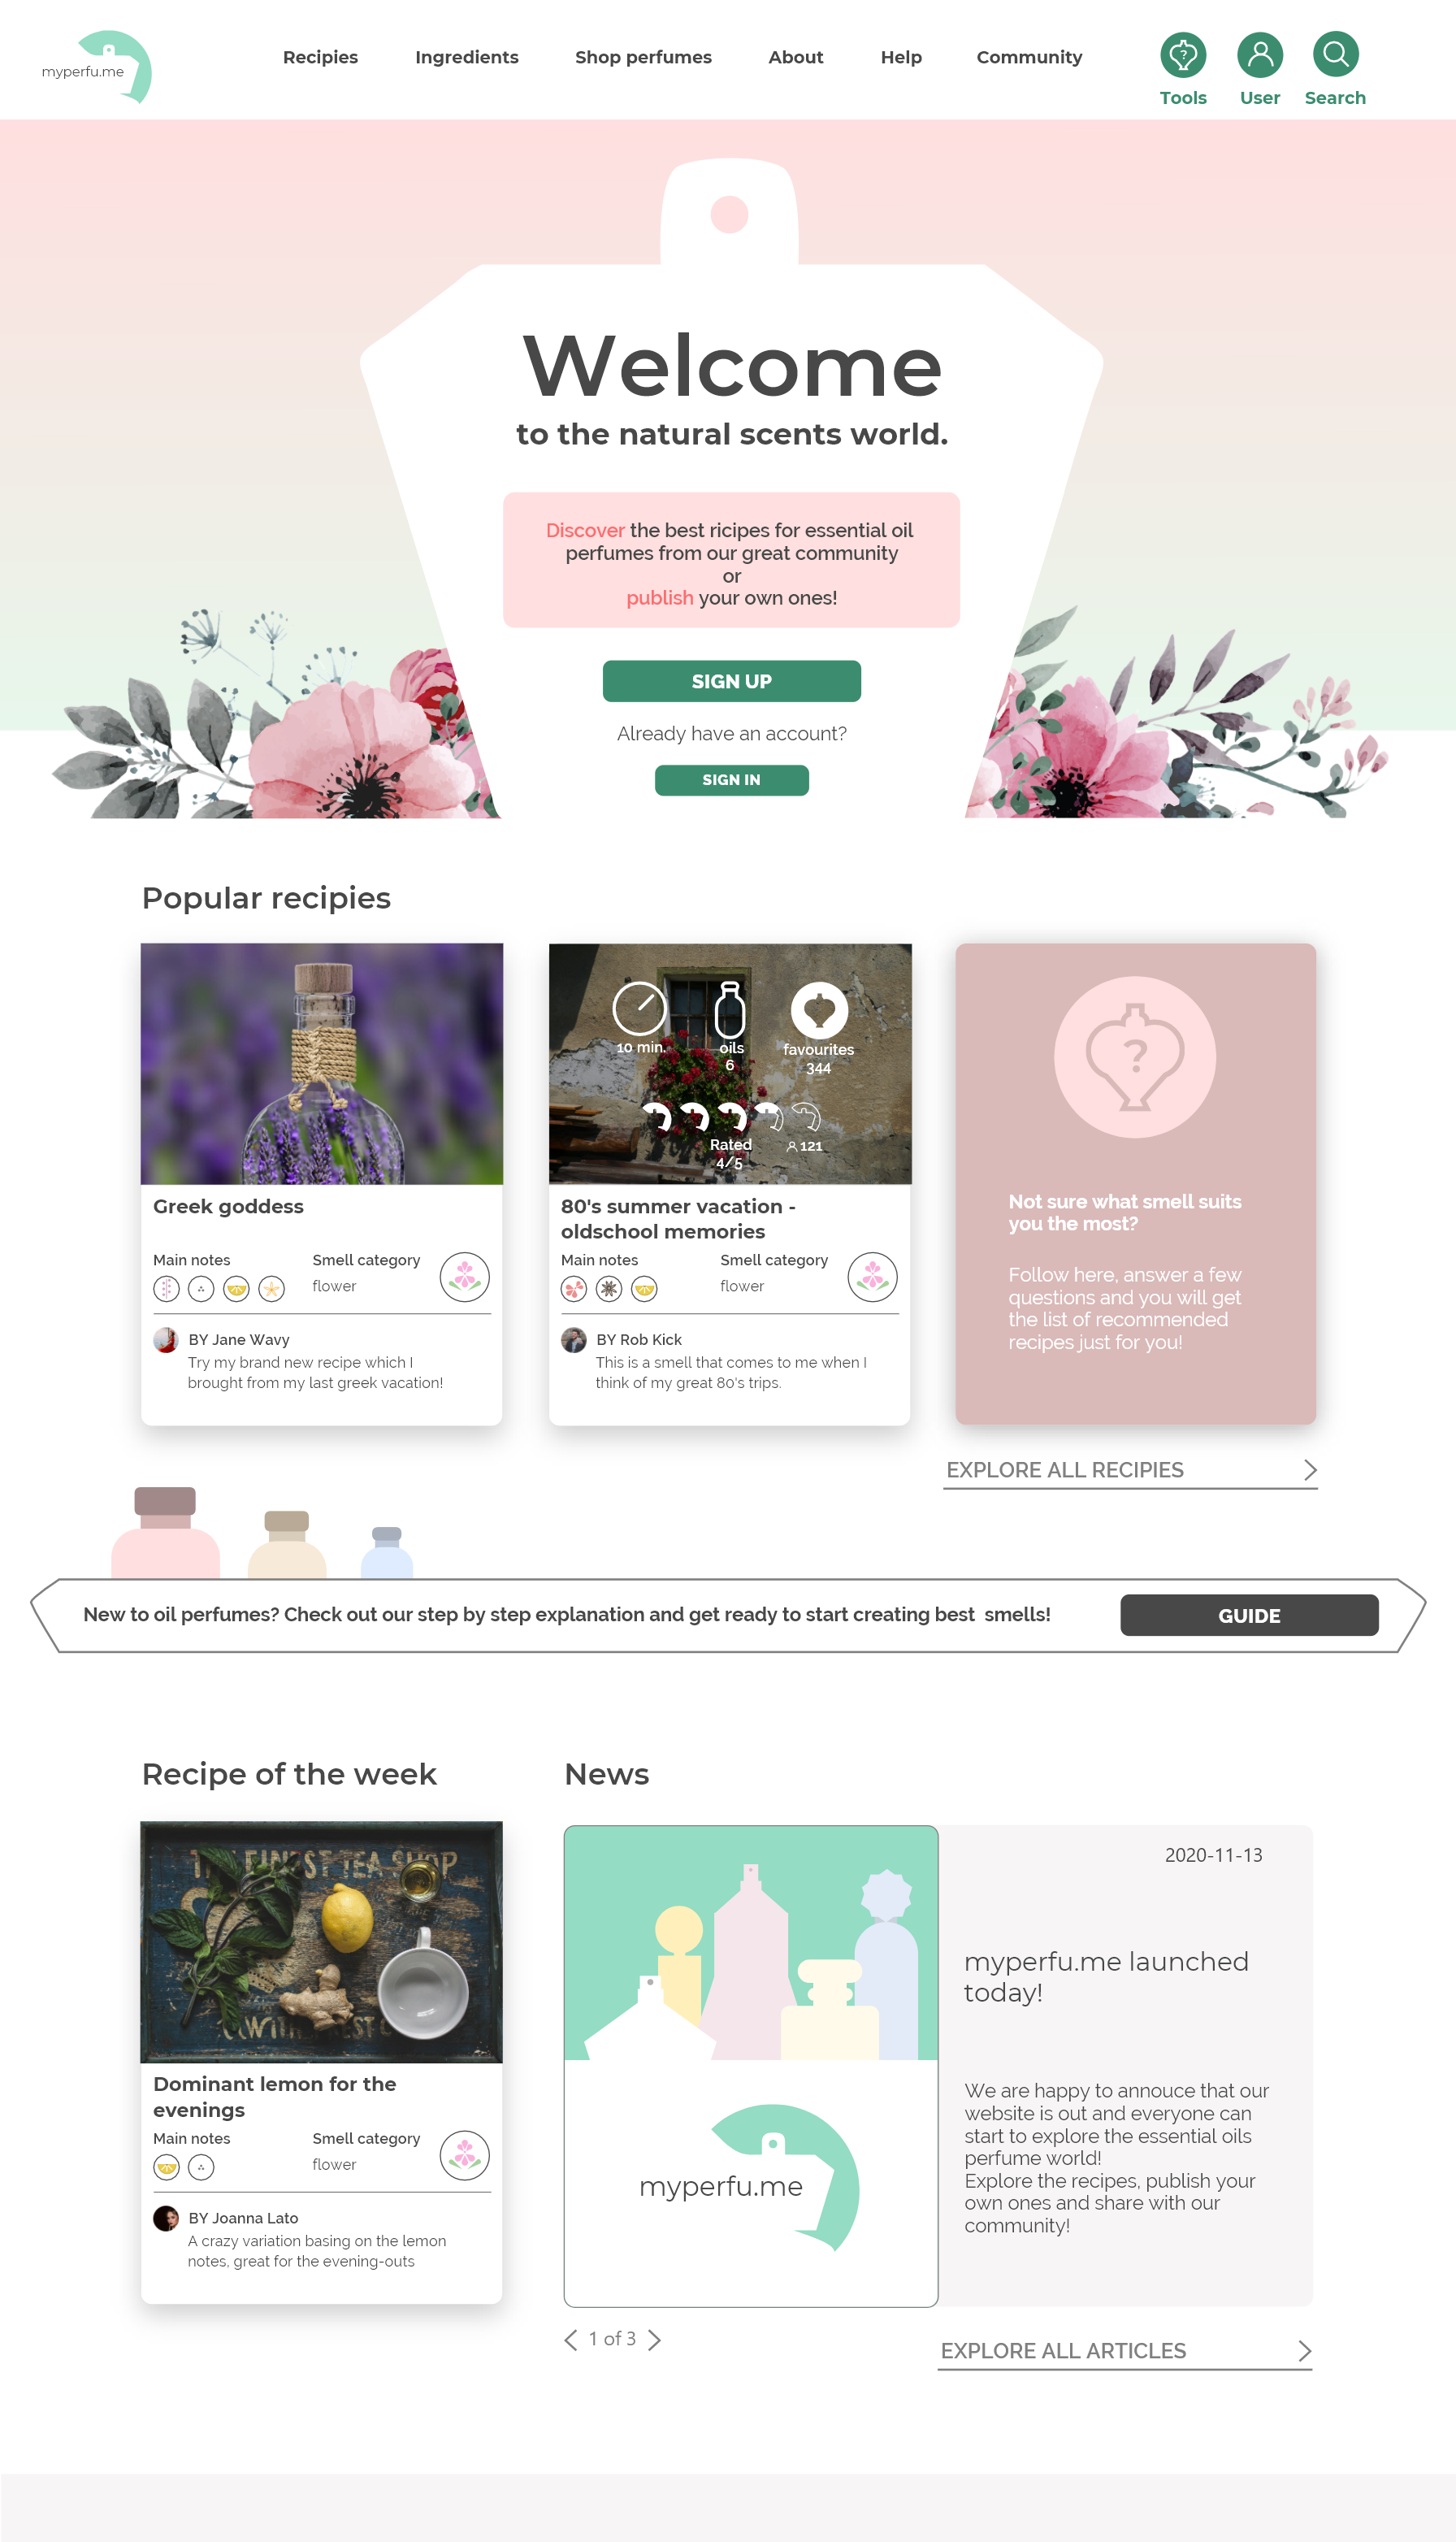 myperfu.me
Recipies
Ingredients
Shop perfumes
About
Help
Community
?
Tools
User
Search
Welcome
to the natural scents world.
Discover the best ricipes for essential oil
perfumes from our great community
or
publish your own ones!
SIGN UP
Already have an account?
SIGN IN
Popular recipies
10 min.
oils
6
favourites
344
Rated
4/5
121
Greek goddess
Main notes
Smell category
flower
BY Jane Wavy
Try my brand new recipe which I
brought from my last greek vacation!
80's summer vacation -
oldschool memories
Main notes
Smell category
flower
BY Rob Kick
This is a smell that comes to me when I
think of my great 80's trips.
?
Not sure what smell suits
you the most?
Follow here, answer a few
questions and you will get
the list of recommended
recipes just for you!
EXPLORE ALL RECIPIES
New to oil perfumes? Check out our step by step explanation and get ready to start creating best  smells!
GUIDE
Recipe of the week
FINEST TEA SHOP
Dominant lemon for the
evenings
Main notes
Smell category
flower
BY Joanna Lato
A crazy variation basing on the lemon
notes, great for the evening-outs
News
myperfu.me
2020-11-13
myperfu.me launched
today!
We are happy to annouce that our
website is out and everyone can
start to explore the essential oils
perfume world!
Explore the recipes, publish your
own ones and share with our
community!
1 of 3
EXPLORE ALL ARTICLES